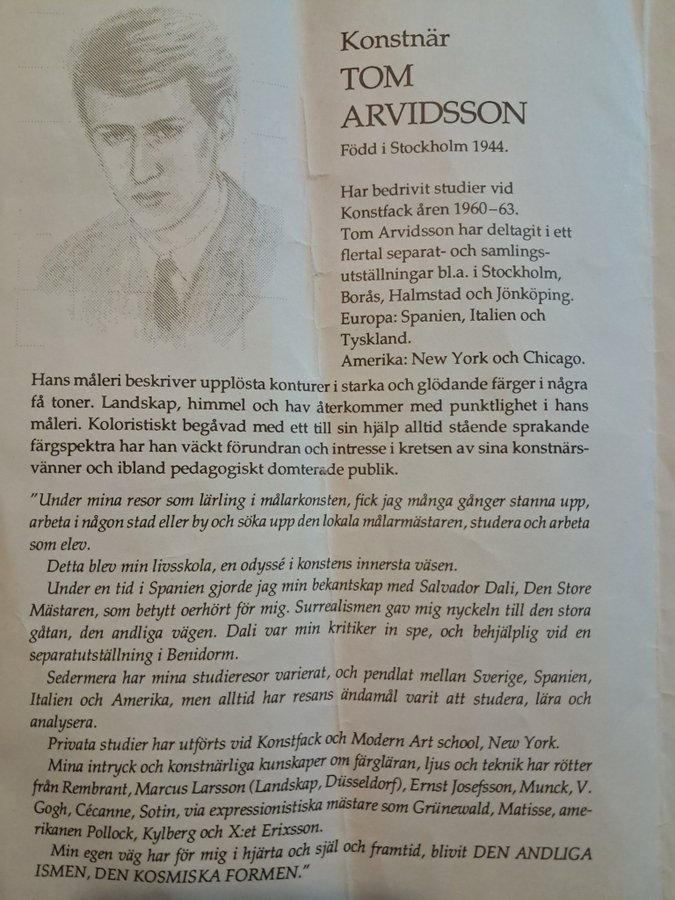 Konstnär
TOM
ARVIDSSON
Född i Stockholm 1944.
Har bedrivit studier vid
Konstfack åren 1960–63.
Tom Arvidsson har deltagit i ett
flertal separat- och samlings-
utställningar bl.a. i Stockholm,
Borås, Halmstad och Jönköping.
Europa: Spanien, Italien och
Tyskland.
Amerika: New York och Chicago.
Hans måleri beskriver upplösta konturer i starka och glödande färger i några
få toner. Landskap, himmel och hav återkommer med punktlighet i hans
måleri. Koloristiskt begåvad med ett till sin hjälp alltid stående sprakande
färgspektra har han väckt förundran och intresse i kretsen av sina konstnärs-
vänner och ibland pedagogiskt domterade publik.
"Under mina resor som lärling i målarkonsten, fick jag många gånger stanna upp,
arbeta i någon stad eller by och söka upp den lokala målarmästaren, studera och arbeta
som elev.
Detta blev min livsskola, en odyssé i konstens innersta väsen.
Under en tid i Spanien gjorde jag min bekantskap med Salvador Dali, Den Store
Mästaren, som betytt oerhört för mig. Surrealismen gav mig nyckeln till den stora
gåtan, den andliga vägen. Dali var min kritiker in spe, och behjälplig vid en
separatutställning i Benidorm.
Sedermera har mina studieresor varierat, och pendlat mellan Sverige, Spanien,
Italien och Amerika, men alltid har resans ändamål varit att studera, lära och
analysera.
Privata studier har utförts vid Konstfack och Modern Art school, New York.
Mina intryck och konstnärliga kunskaper om färgläran, ljus och teknik har rötter
från Rembrant, Marcus Larsson (Landskap, Düsseldorf), Ernst Josefsson, Munck, V.
Gogh, Cécanne, Sotin, via expressionistiska mästare som Grünewald, Matisse, ame-
rikanen Pollock, Kylberg och X:et Erixsson.
Min egen väg har för mig i hjärta och själ och framtid, blivit DEN ANDLIGA
ISMEN, DEN KOSMISKA FORMEN."